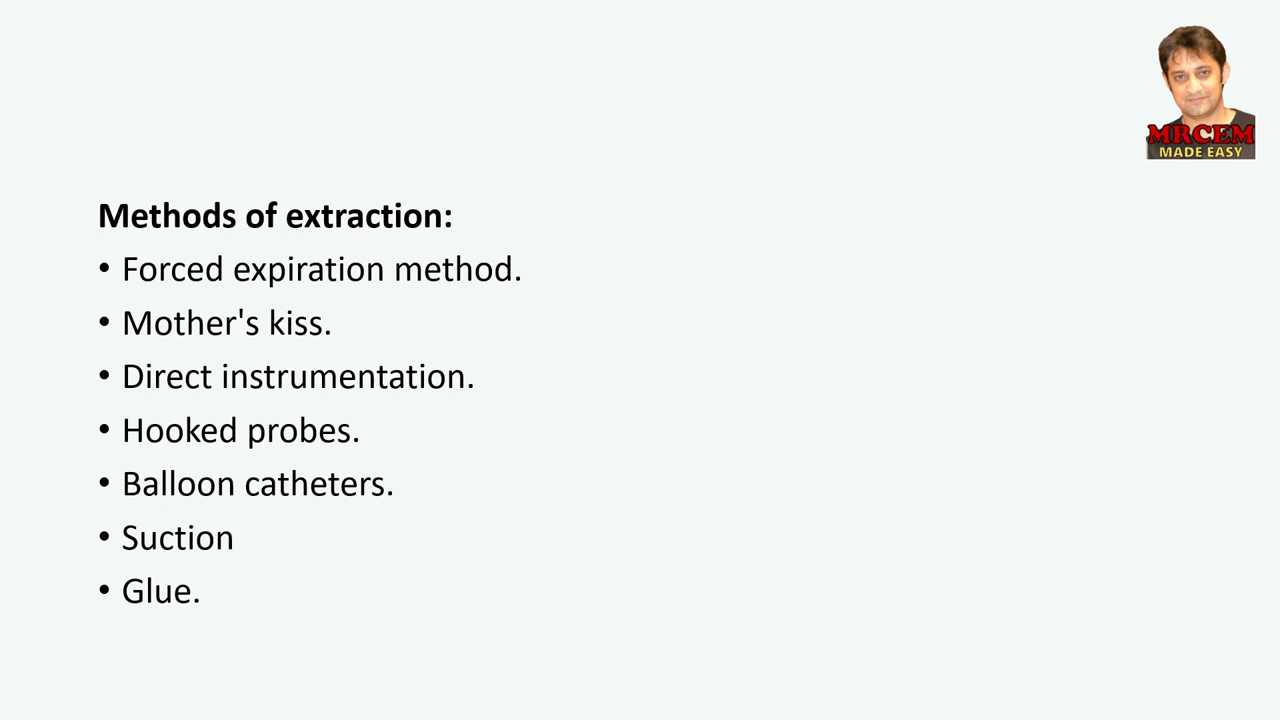 MRCEM
MADE EASY
Methods of extraction:
• Forced expiration method.
• Mother's kiss.
• Direct instrumentation.
• Hooked probes.
• Balloon catheters.
• Suction
• Glue.